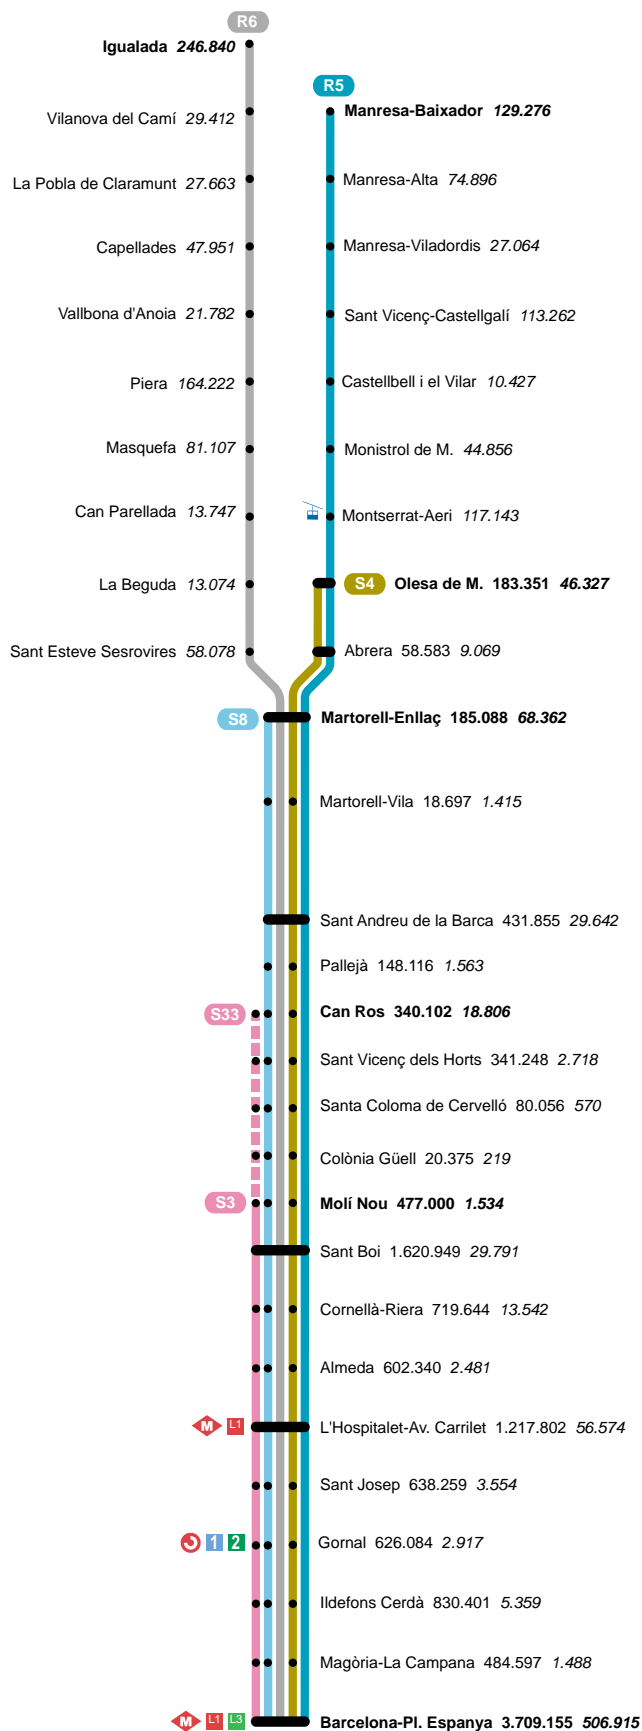 R6
Igualada 246.840
R5
Vilanova del Camí 29.412
Manresa-Baixador 129.276
La Pobla de Claramunt 27.663
Manresa-Alta 74.896
Capellades 47.951
Manresa-Viladordis 27.064
Vallbona d'Anoia 21.782
Sant Vicenç-Castellgalí 113.262
Piera 164.222
Castellbell i el Vilar 10.427
Masquefa 81.107
Monistrol de M. 44.856
Can Parellada 13.747
Montserrat-Aeri 117.143
La Beguda 13.074
S4 Olesa de M. 183.351 46.327
Sant Esteve Sesrovires 58.078
Abrera 58.583 9.069
S8 Martorell-Enllaç 185.088 68.362
Martorell-Vila 18.697 1.415
Sant Andreu de la Barca 431.855 29.642
Pallejà 148.116 1.563
S33 Can Ros 340.102 18.806
Sant Vicenç dels Horts 341.248 2.718
Santa Coloma de Cervelló 80.056 570
Colònia Güell 20.375 219
S3 Molí Nou 477.000 1.534
Sant Boi 1.620.949 29.791
Cornellà-Riera 719.644 13.542
Almeda 602.340 2.481
M L1 L'Hospitalet-Av. Carrilet 1.217.802 56.574
Sant Josep 638.259 3.554
1 2 Gornal 626.084 2.917
Ildefons Cerdà 830.401 5.359
Magòria-La Campana 484.597 1.488
M L1 L3 Barcelona-Pl. Espanya 3.709.155 506.915